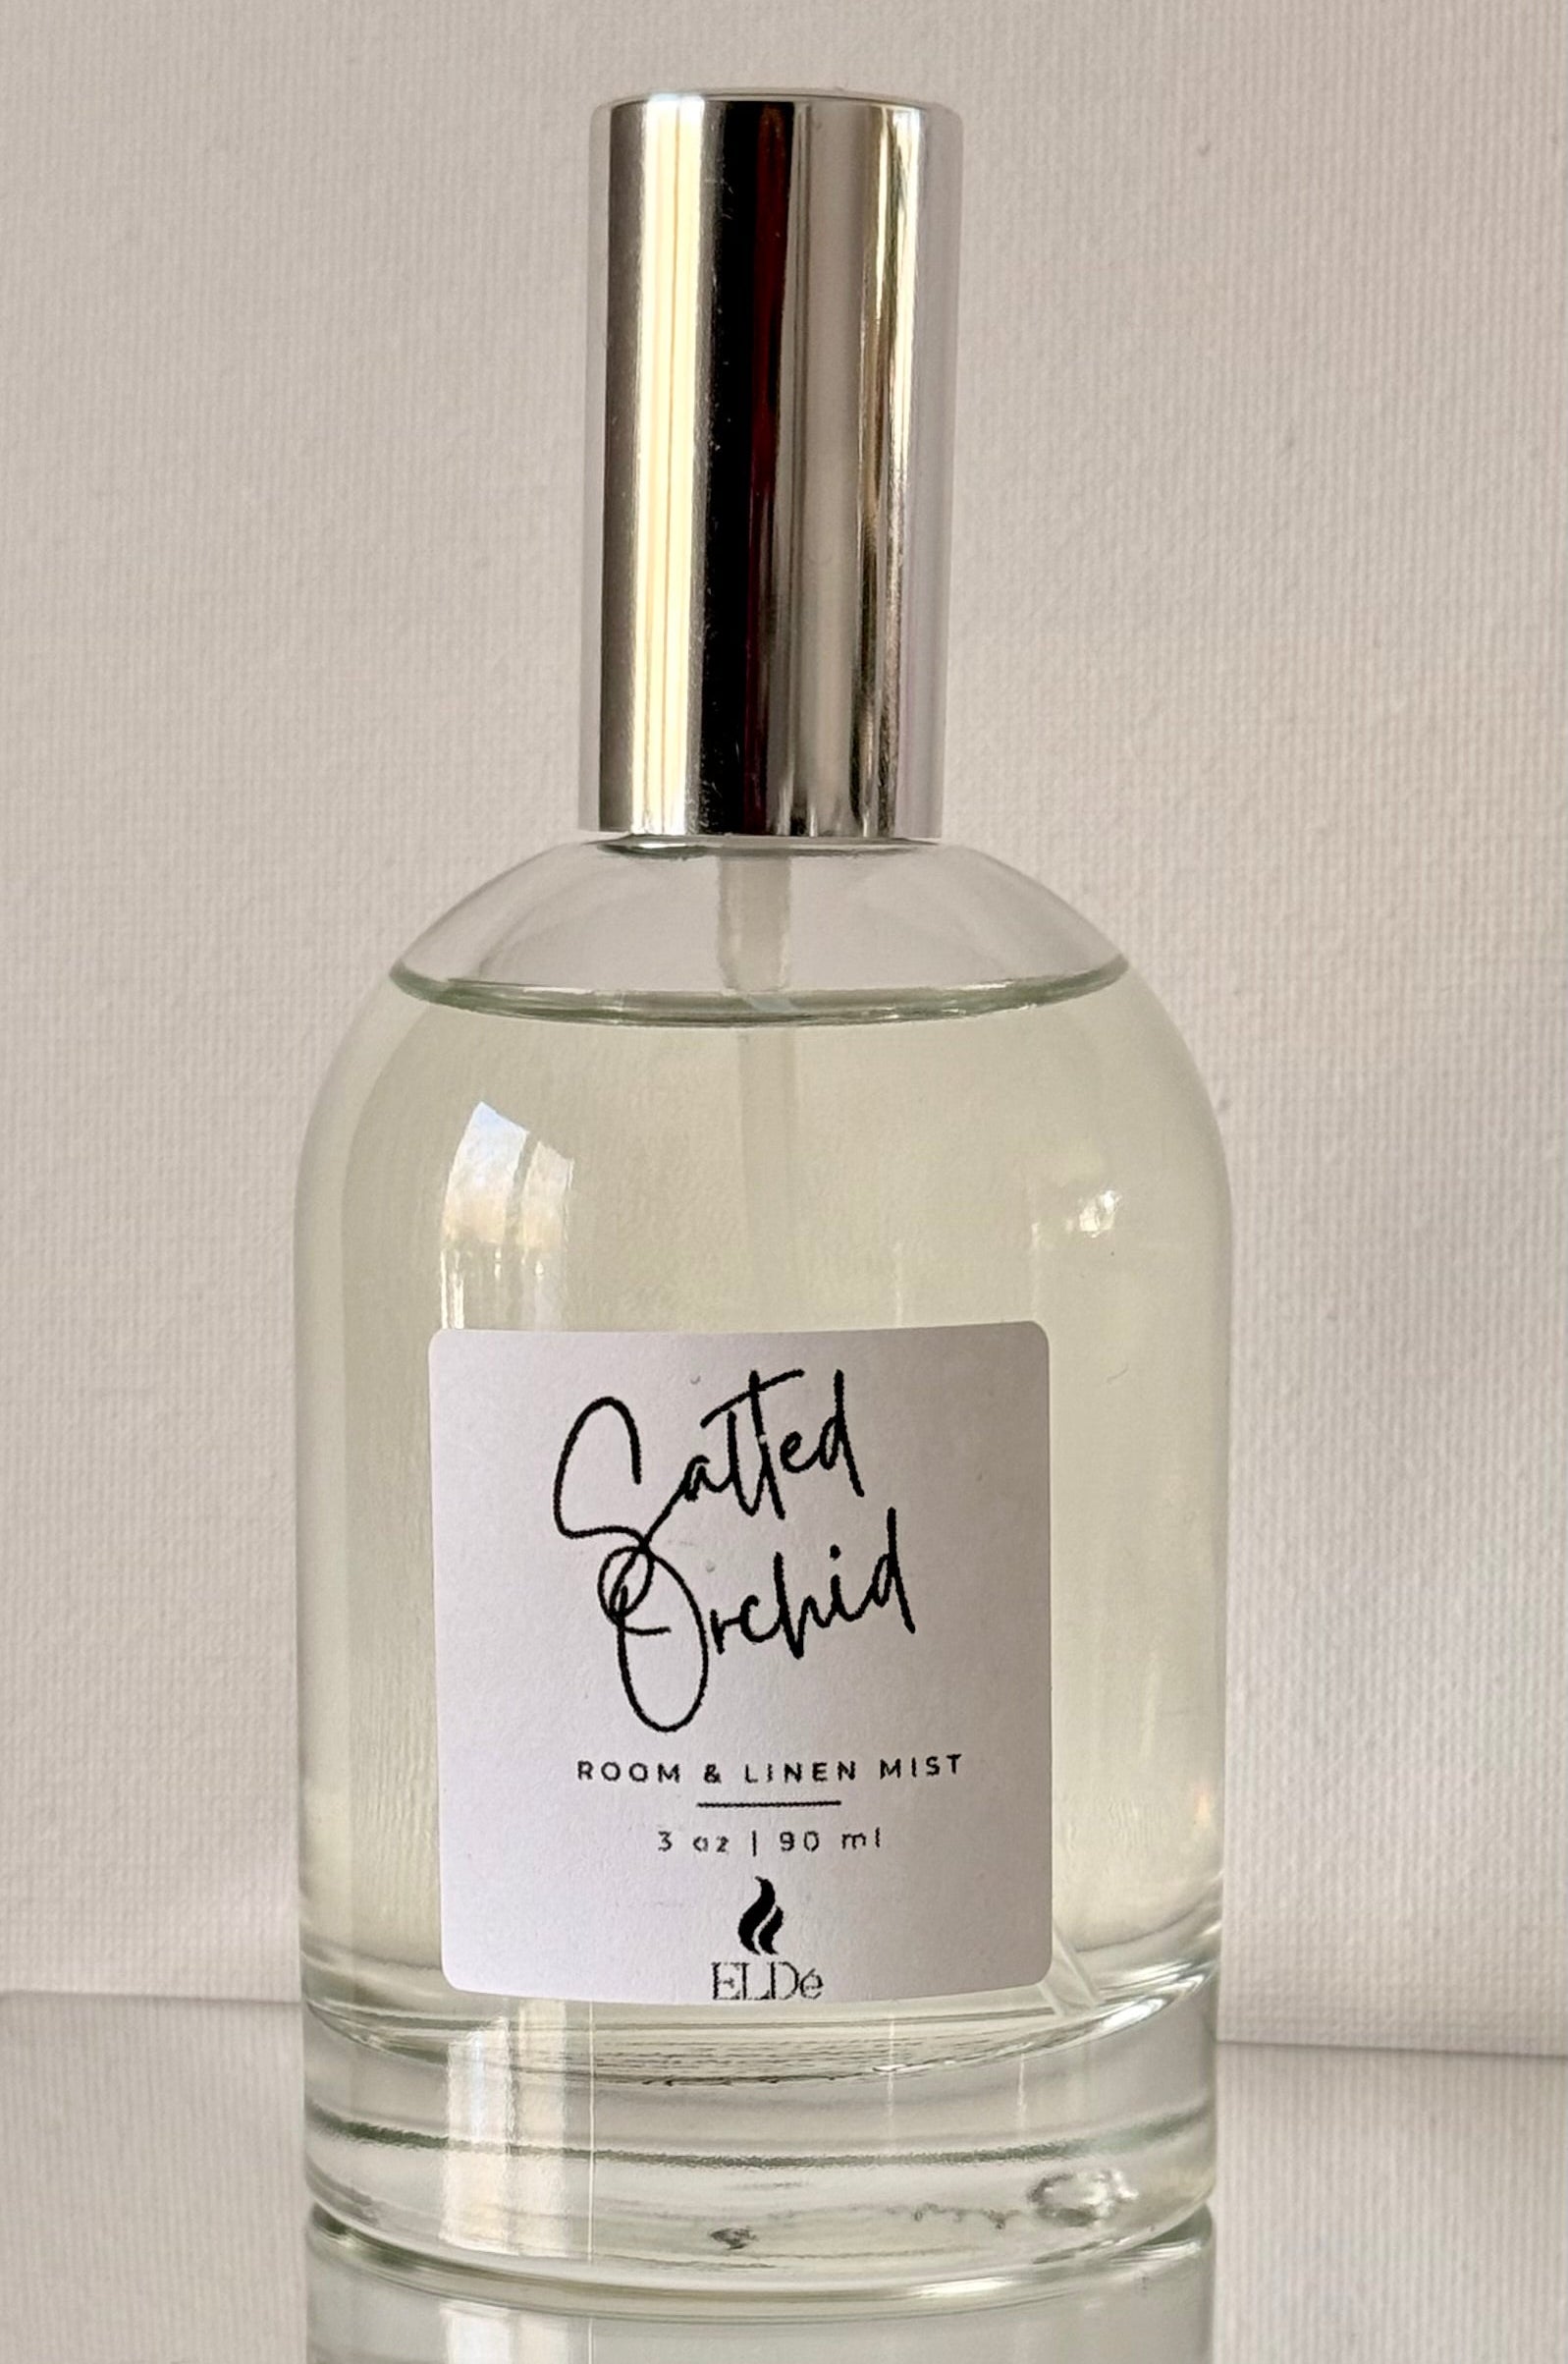 Salted
Orchid
ROOM & LINEN MIST
3 oz | 90 ml
ELDé